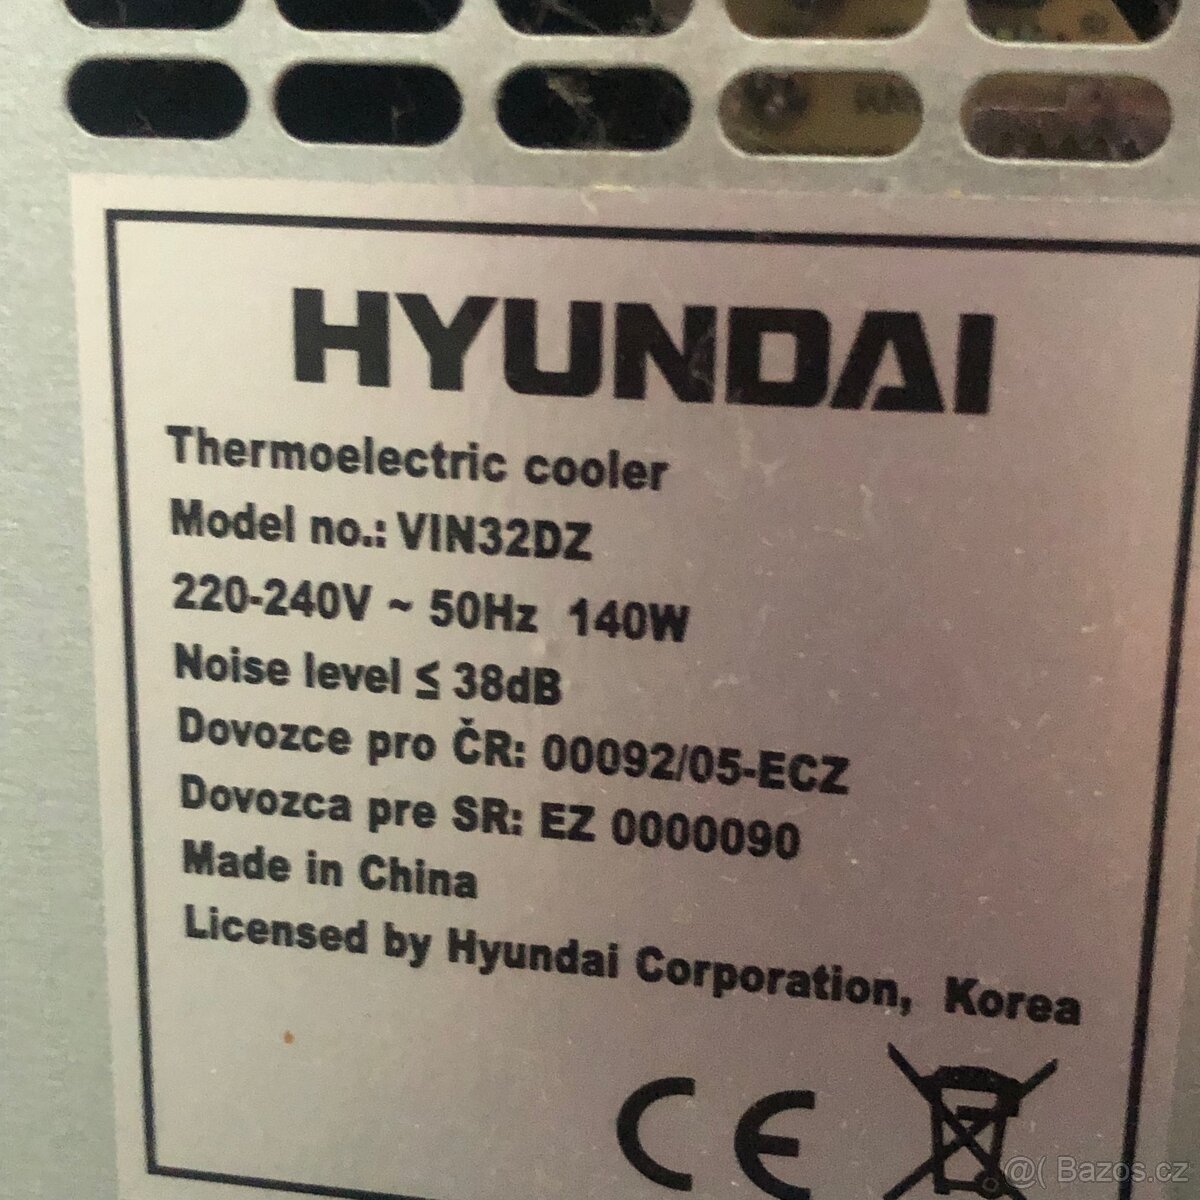 HYUNDAI
Thermoelectric cooler
Model no.: VIN32DZ
220-240V ~ 50Hz 140W
Noise level ≤ 38dB
Dovozce pro ČR: 00092/05-ECZ
Dovozca pre SR: EZ 0000090
Made in China
Licensed by Hyundai Corporation, Korea
CE
@( Bazos.cz